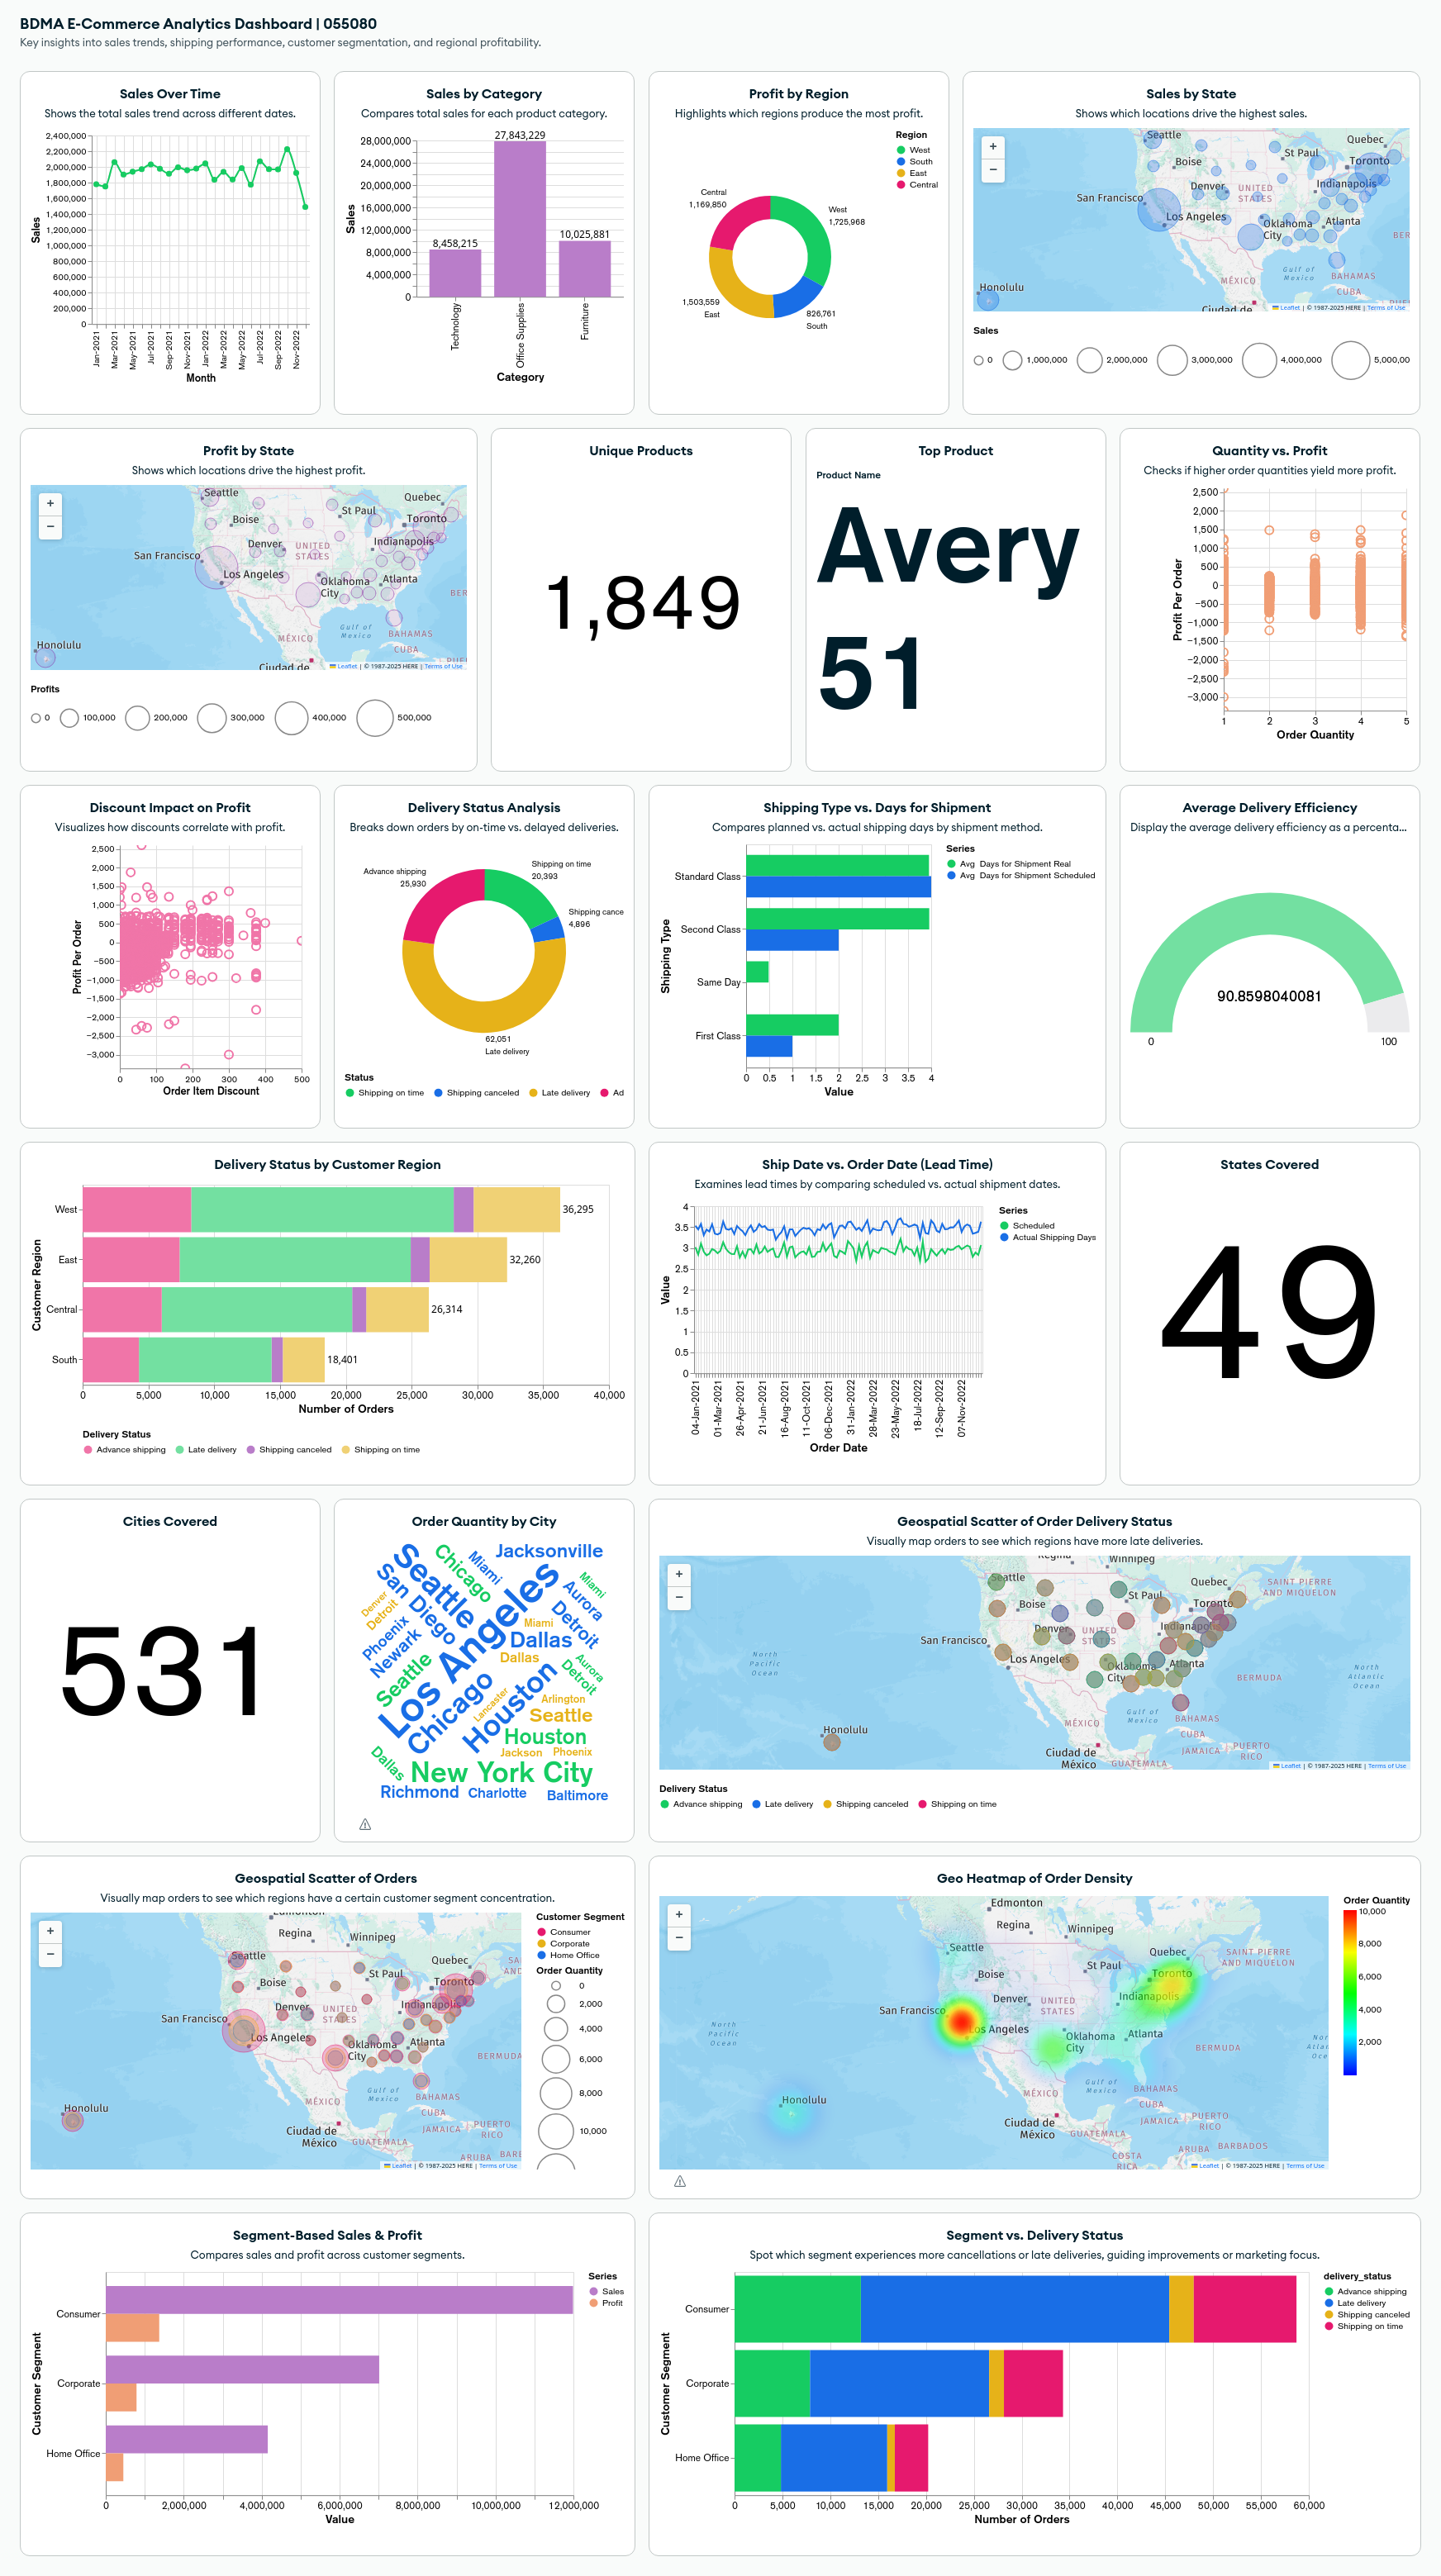 BDMA E-Commerce Analytics Dashboard | 055080
Key insights into sales trends, shipping performance, customer segmentation, and regional profitability.
Sales Over Time
Shows the total sales trend across different dates.
2,400,000
2,200,000
2,000,000
1,800,000
1,600,000
1,400,000
1,200,000
1,000,000
800,000
600,000
400,000
200,000
0
Sales
Jan-2021
Mar-2021
May-2021
Jul-2021
Sep-2021
Nov-2021
Jan-2022
Mar-2022
May-2022
Jul-2022
Sep-2022
Nov-2022
Month
Sales by Category
Compares total sales for each product category.
28,000,000
24,000,000
20,000,000
16,000,000
12,000,000
8,000,000
4,000,000
0
Sales
8,458,215
27,843,229
10,025,881
Technology
Office Supplies
Furniture
Category
Profit by Region
Highlights which regions produce the most profit.
Region
West
South
East
Central
Central
1,169,850
West
1,725,968
1,503,559
East
826,761
South
Sales by State
Shows which locations drive the highest sales.
+
−
Seattle
Quebec
St Paul
Toronto
Boise
Denver
UNITED
STATES
Indianapolis
San Francisco
Los Angeles
Oklahoma
City
Atlanta
BER
Gulf of
Mexico
MÉXICO
BAHAMAS
CUBA
Honolulu
Ciudad de
Leaflet | © 1987-2025 HERE | Terms of Use
Sales
0
1,000,000
2,000,000
3,000,000
4,000,000
5,000,00
Profit by State
Shows which locations drive the highest profit.
+
−
Seattle
Quebec
St Paul
Toronto
Boise
Denver
UNITED
STATES
Indianapolis
San Francisco
Los Angeles
Oklahoma
City
Atlanta
BER
Gulf of
Mexico
MÉXICO
BAHAMAS
CUBA
Honolulu
Ciudad de
Leaflet | © 1987-2025 HERE | Terms of Use
Profits
0
100,000
200,000
300,000
400,000
500,000
Unique Products
1,849
Top Product
Product Name
Avery
51
Quantity vs. Profit
Checks if higher order quantities yield more profit.
2,500
2,000
1,500
1,000
500
0
−500
−1,000
−1,500
−2,000
−2,500
−3,000
Profit Per Order
1
2
3
4
5
Order Quantity
Discount Impact on Profit
Visualizes how discounts correlate with profit.
2,500
2,000
1,500
1,000
500
0
−500
−1,000
−1,500
−2,000
−2,500
−3,000
Profit Per Order
0
100
200
300
400
500
Order Item Discount
Delivery Status Analysis
Breaks down orders by on-time vs. delayed deliveries.
Advance shipping
25,930
Shipping on time
20,393
Shipping cance
4,896
62,051
Late delivery
Status
Shipping on time
Shipping canceled
Late delivery
Ad
Shipping Type vs. Days for Shipment
Compares planned vs. actual shipping days by shipment method.
Series
Avg Days for Shipment Real
Avg Days for Shipment Scheduled
Standard Class
Second Class
Same Day
First Class
Shipping Type
0
0.5
1
1.5
2
2.5
3
3.5
4
Value
Average Delivery Efficiency
Display the average delivery efficiency as a percenta...
90.8598040081
0
100
Delivery Status by Customer Region
West
East
Central
South
Customer Region
36,295
32,260
26,314
18,401
0
5,000
10,000
15,000
20,000
25,000
30,000
35,000
40,000
Number of Orders
Delivery Status
Advance shipping
Late delivery
Shipping canceled
Shipping on time
Ship Date vs. Order Date (Lead Time)
Examines lead times by comparing scheduled vs. actual shipment dates.
Series
Scheduled
Actual Shipping Days
4
3.5
3
2.5
2
1.5
1
0.5
0
Value
04-Jan-2021
01-Mar-2021
26-Apr-2021
21-Jun-2021
16-Aug-2021
11-Oct-2021
06-Dec-2021
31-Jan-2022
28-Mar-2022
23-May-2022
18-Jul-2022
12-Sep-2022
07-Nov-2022
Order Date
States Covered
49
Cities Covered
531
Order Quantity by City
Jacksonville
Seattle
Chicago
Miami
Miami
Aurora
Detroit
San Diego
Denver
Detroit
Phoenix
Newark
Los Angeles
Miami
Dallas
Dallas
Aurora
Detroit
Seattle
Chicago
Houston
Lancaster
Arlington
Seattle
Houston
Jackson
Phoenix
Dallas
New York City
Richmond
Charlotte
Baltimore
Geospatial Scatter of Order Delivery Status
Visually map orders to see which regions have more late deliveries.
+
−
Regina
Winnipeg
Seattle
Quebec
SAINT PIERRE
AND MIQUELON
St Paul
Boise
Toronto
Denver
UNITED
STATES
Indianapolis
San Francisco
Los Angeles
Oklahoma
City
Atlanta
BERMUDA
North
Pacific
Ocean
North
Atlantic
Ocean
Gulf of
Mexico
MÉXICO
BAHAMAS
CUBA
Honolulu
Ciudad de
México
JAMAICA
PUERTO
RICO
GUATEMALA
Leaflet | © 1987-2025 HERE | Terms of Use
Delivery Status
Advance shipping
Late delivery
Shipping canceled
Shipping on time
Geospatial Scatter of Orders
Visually map orders to see which regions have a certain customer segment concentration.
+
−
Edmonton
Regina
Winnipeg
Seattle
Quebec
SA
AND
St Paul
Boise
Toronto
Denver
UNITED
STATES
Indianapolis
San Francisco
Los Angeles
Oklahoma
City
Atlanta
BERMUDA
Gulf of
Mexico
MÉXICO
BAHAMAS
CUBA
Honolulu
Ciudad de
México
JAMAICA
PUERTO
RICO
GUATEMALA
ARUBA
BARB
Leaflet | © 1987-2025 HERE | Terms of Use
Customer Segment
Consumer
Corporate
Home Office
Order Quantity
0
2,000
4,000
6,000
8,000
10,000
Geo Heatmap of Order Density
+
−
Edmonton
Regina
Winnipeg
Seattle
Quebec
SAINT PIERRE
AND MIQUELON
St Paul
Boise
Toronto
Denver
UNITED
STATES
Indianapolis
San Francisco
Los Angeles
Oklahoma
City
Atlanta
BERMUDA
North
Pacific
Ocean
Nor
Atlan
Oce
Gulf of
Mexico
MÉXICO
BAHAMAS
CUBA
Honolulu
Ciudad de
México
JAMAICA
PUERTO
RICO
GUATEMALA
COSTA
RICA
ARUBA
BARBADOS
Leaflet | © 1987-2025 HERE | Terms of Use
Order Quantity
10,000
8,000
6,000
4,000
2,000
Segment-Based Sales & Profit
Compares sales and profit across customer segments.
Series
Sales
Profit
Consumer
Corporate
Home Office
Customer Segment
0
2,000,000
4,000,000
6,000,000
8,000,000
10,000,000
12,000,000
Value
Segment vs. Delivery Status
Spot which segment experiences more cancellations or late deliveries, guiding improvements or marketing focus.
delivery_status
Advance shipping
Late delivery
Shipping canceled
Shipping on time
Consumer
Corporate
Home Office
Customer Segment
0
5,000
10,000
15,000
20,000
25,000
30,000
35,000
40,000
45,000
50,000
55,000
60,000
Number of Orders